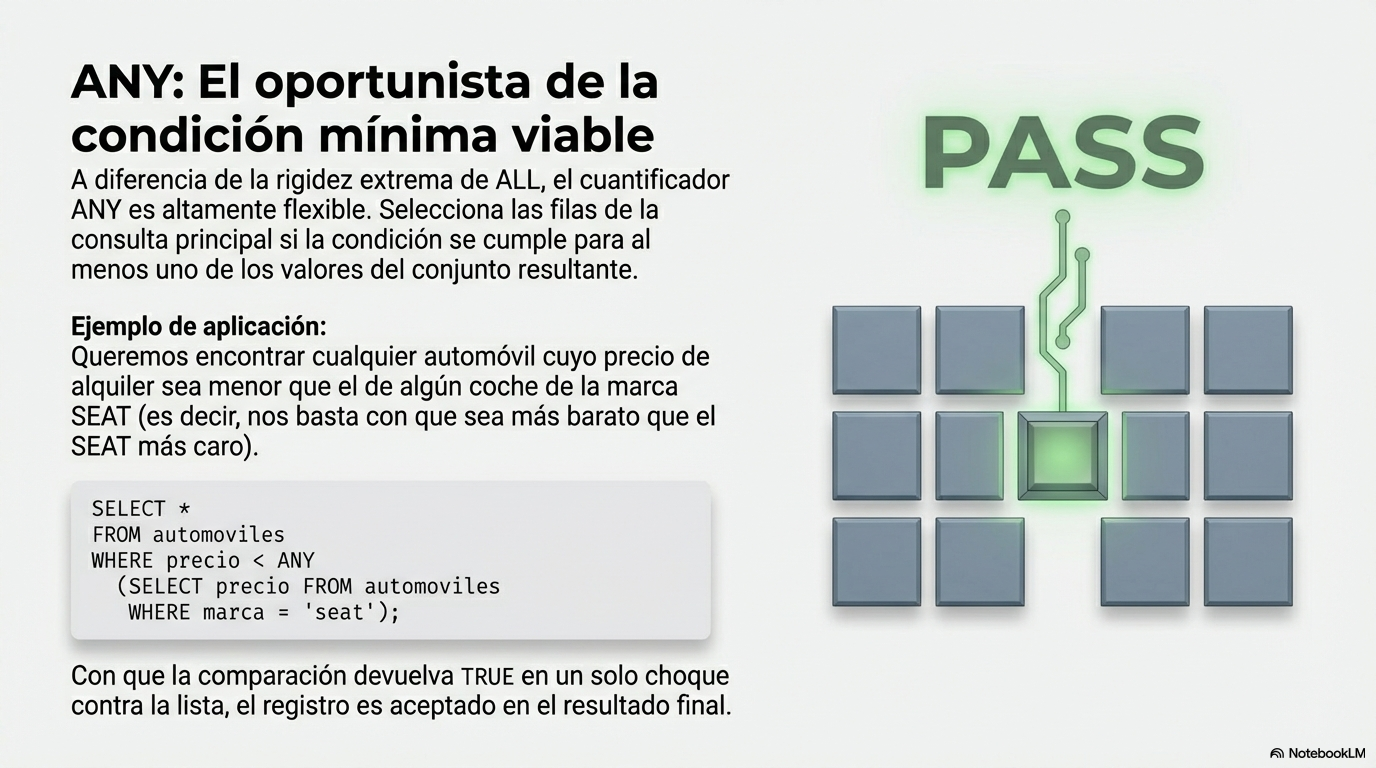 ANY: El oportunista de la
condición mínima viable
A diferencia de la rigidez extrema de ALL, el cuantificador
ANY es altamente flexible. Selecciona las filas de la
consulta principal si la condición se cumple para al
menos uno de los valores del conjunto resultante.
Ejemplo de aplicación:
Queremos encontrar cualquier automóvil cuyo precio de
alquiler sea menor que el de algún coche de la marca
SEAT (es decir, nos basta con que sea más barato que el
SEAT más caro).
SELECT *
FROM automoviles
WHERE precio < ANY
(SELECT precio FROM automoviles
WHERE marca = 'seat');
Con que la comparación devuelva TRUE en un solo choque
contra la lista, el registro es aceptado en el resultado final.
PASS
NotebookLM